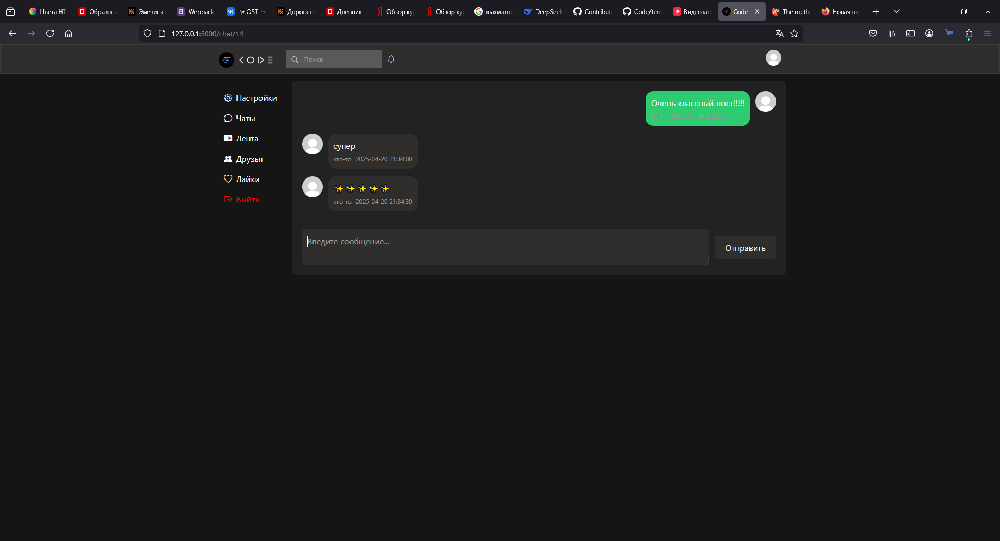 Цвета HT
Образова
Эмезис с
Webpack
✨OST
Дорога ф
Дневник
Обзор ку
Обзор ку
шахматн
DeepSeek
Contribut
Code/tem
Видеозап
Code
The meth
Новая вк
127.0.0.1:5000/chat/14
Поиск
Настройки
Чаты
Лента
Друзья
Лайки
Выйти
Очень классный пост!!!!!
Юлия 2025-04-20 21:33:37
супер
кто-то 2025-04-20 21:34:00
✨✨✨✨✨
кто-то 2025-04-20 21:34:39
Введите сообщение...
Отправить